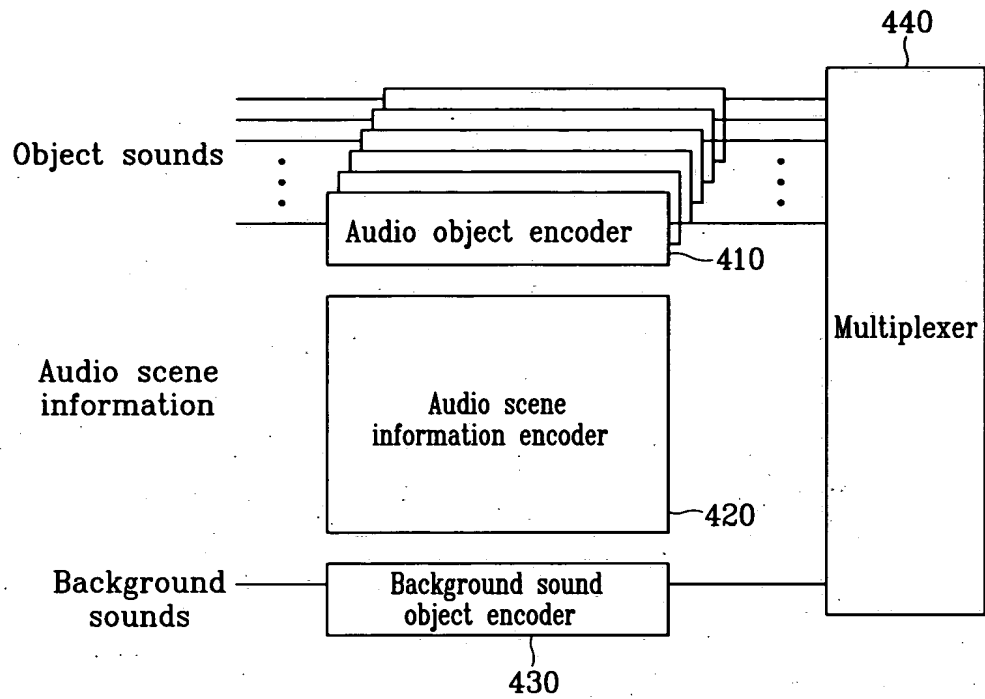 440
Object sounds
Audio object encoder
410
Multiplexer
Audio scene
information
Audio scene
information encoder
420
Background
sounds
Background sound
object encoder
430